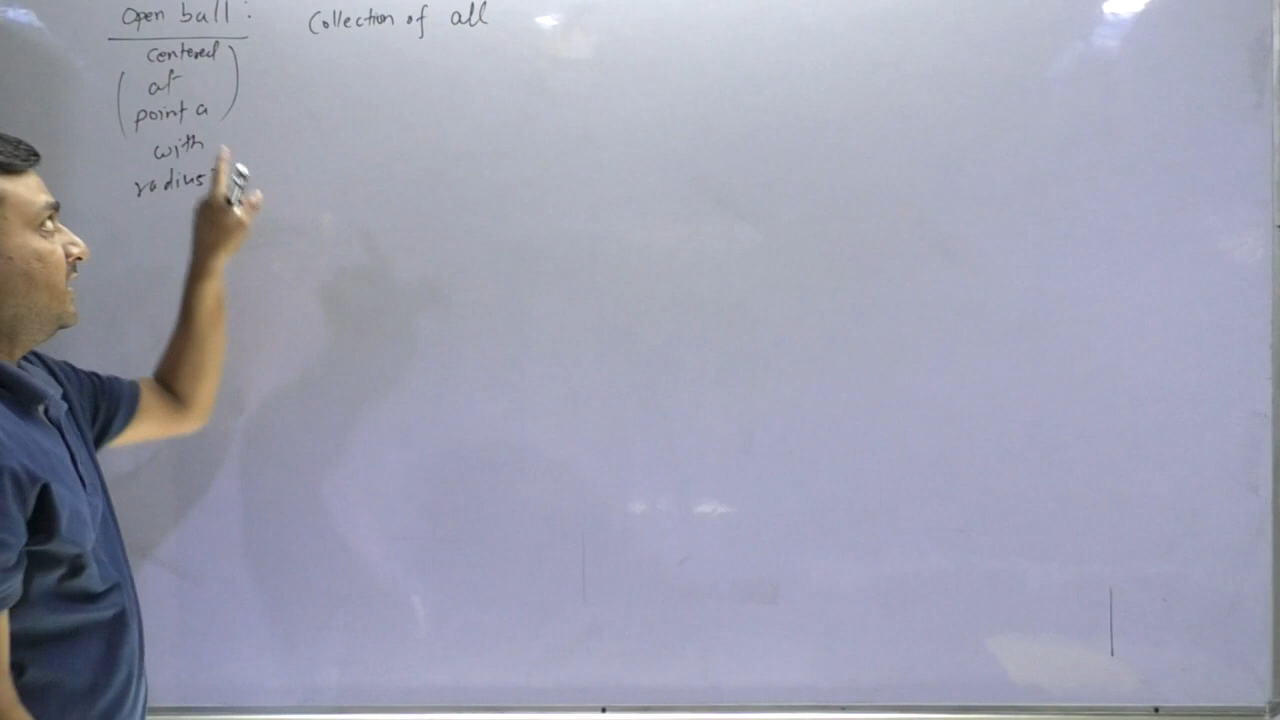 Open ball : Collection of all
(centered
at
point a)
with
radius